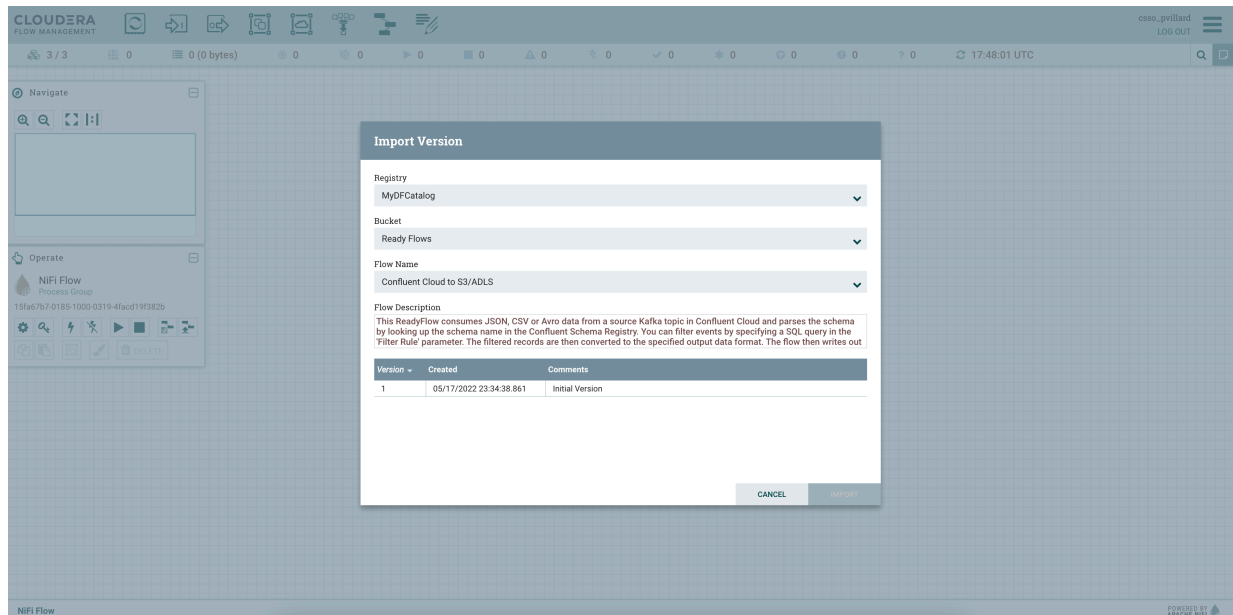 CLOUDERA
FLOW MANAGEMENT
csso_pvillard
LOG OUT
3 / 3
0
0 (0 bytes)
0
0
0
0
0
0
0
0
0
0
? 0
17:48:01 UTC
Navigate
Operate
NiFi Flow
Process Group
15fa67b7-0185-1000-0319-4facd19f382b
DELETE
Import Version
Registry
MyDFCatalog
Bucket
Ready Flows
Flow Name
Confluent Cloud to S3/ADLS
Flow Description
This ReadyFlow consumes JSON, CSV or Avro data from a source Kafka topic in Confluent Cloud and parses the schema
by looking up the schema name in the Confluent Schema Registry. You can filter events by specifying a SQL query in the
'Filter Rule' parameter. The filtered records are then converted to the specified output data format. The flow then writes out
Version Created Comments
1 05/17/2022 23:34:38.861 Initial Version
CANCEL IMPORT
NiFi Flow
POWERED BY
APACHE NIFI